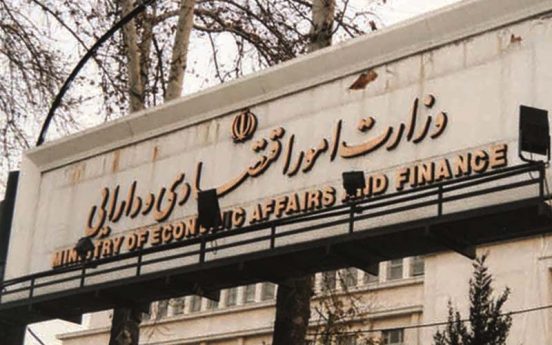 وزارت امور اقتصادی و دارایی
MINISTRY OF ECONOMIC AFFAIRS AND FINANCE